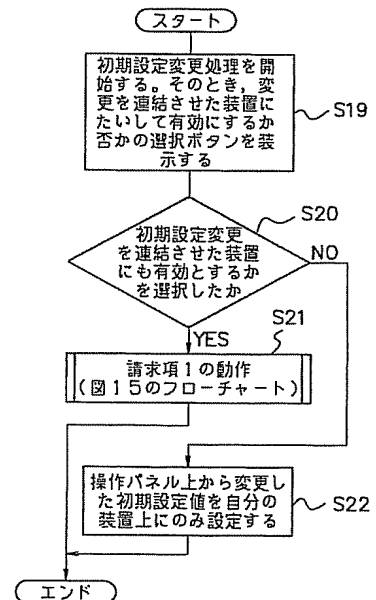 スタート
初期設定変更処理を開
始する。そのとき，変
更を連結させた装置に
たいして有効にするか
否かの選択ボタンを装
示する
S19
S20
初期設定変更
を連結させた装置
にも有効とするか
を選択したか
NO
YES
S21
請求項1の動作
(図15のフローチャート)
操作パネル上から変更し
た初期設定値を自分の
装置上にのみ設定する
S22
エンド